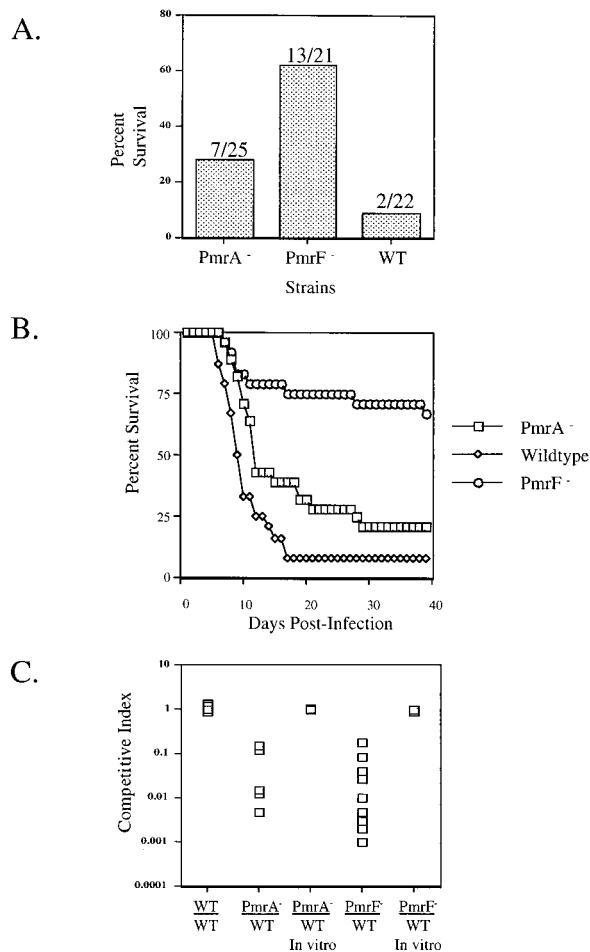 A.
Percent
Survival
80
60
40
20
0
7/25
13/21
2/22
PmrA -
PmrF -
WT
Strains
B.
Percent Survival
100
75
50
25
0
0
10
20
30
40
Days Post-Infection
PmrA -
Wildtype
PmrF -
C.
Competitive Index
10
1
0.1
0.01
0.001
0.0001
WT
WT
PmrA-
WT
PmrA-
WT
In vitro
PmrF-
WT
PmrF-
WT
In vitro